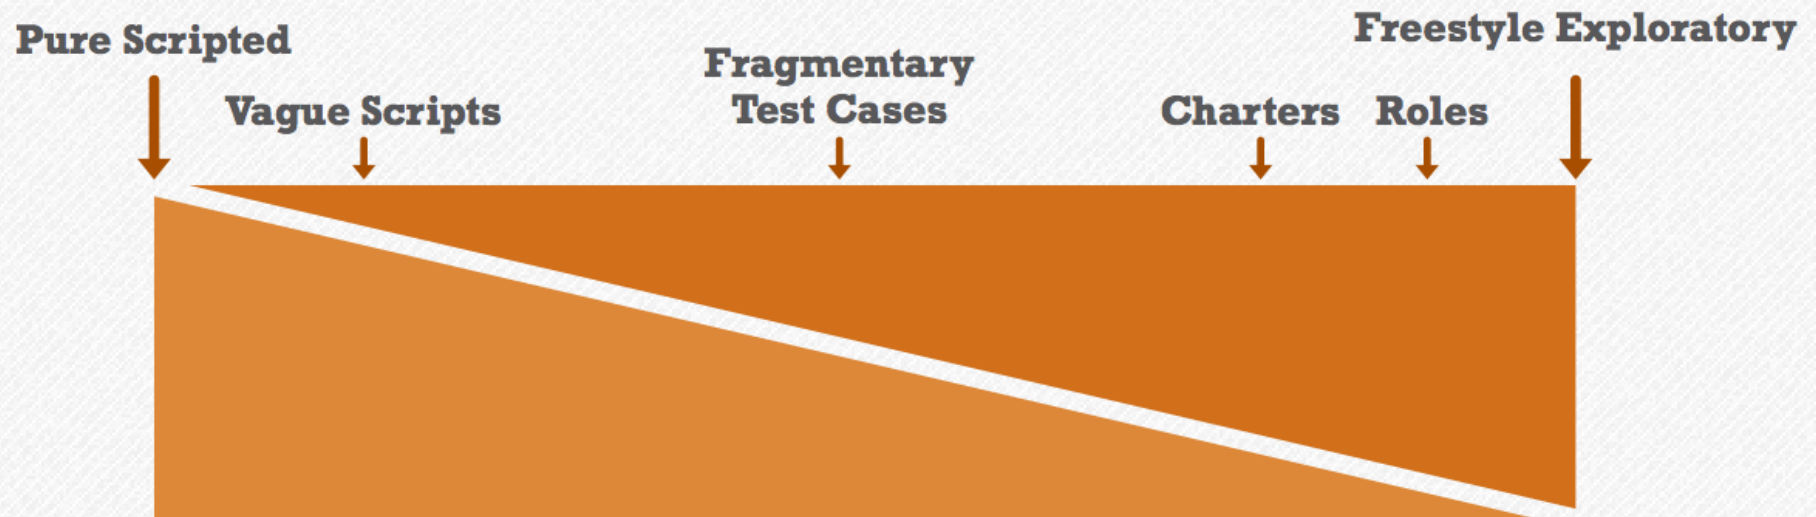 Pure Scripted
Vague Scripts
Fragmentary
Test Cases
Charters
Roles
Freestyle Exploratory